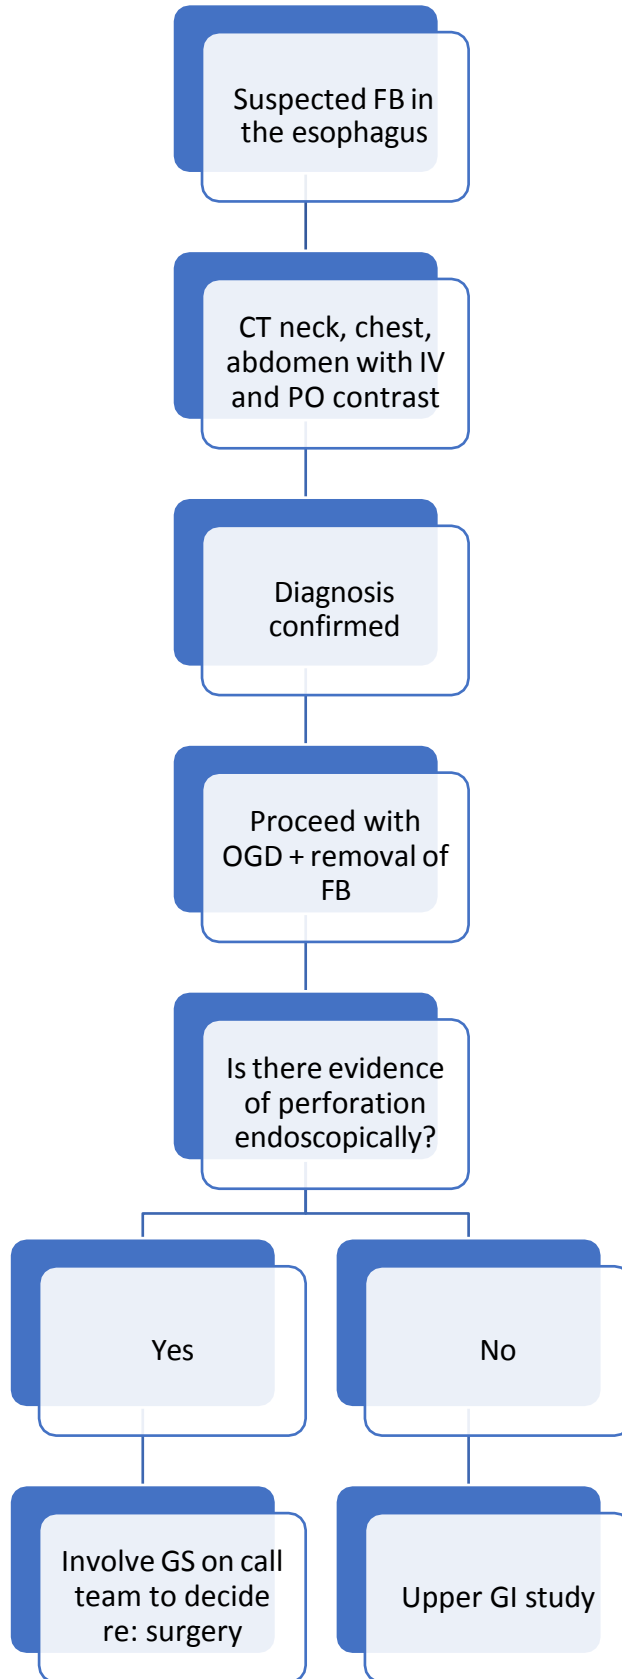 Suspected FB in
the esophagus
CT neck, chest,
abdomen with IV
and PO contrast
Diagnosis
confirmed
Proceed with
OGD + removal of
FB
Is there evidence
of perforation
endoscopically?
Yes
No
Involve GS on call
team to decide
re: surgery
Upper GI study